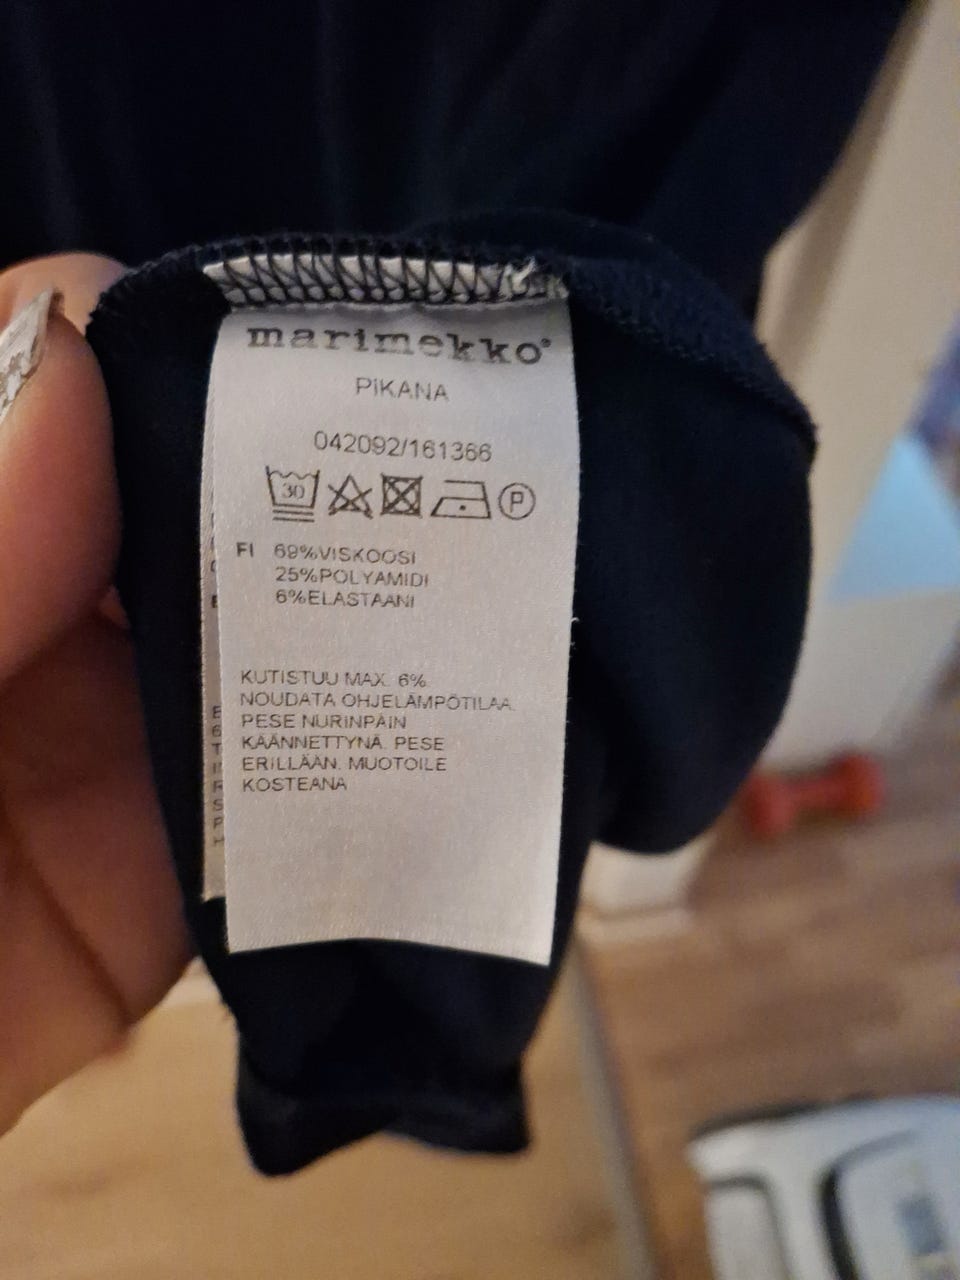 marimekko®
PIKANA
042092/161366
30
P
FI 69%VISKOOSI
25%POLYAMIDI
6%ELASTAANI
KUTISTUU MAX. 6%.
NOUDATA OHJELÄMPÖTILAA.
PESE NURINPÄIN
KÄÄNNETTYNÄ. PESE
ERILLÄÄN. MUOTOILE
KOSTEANA